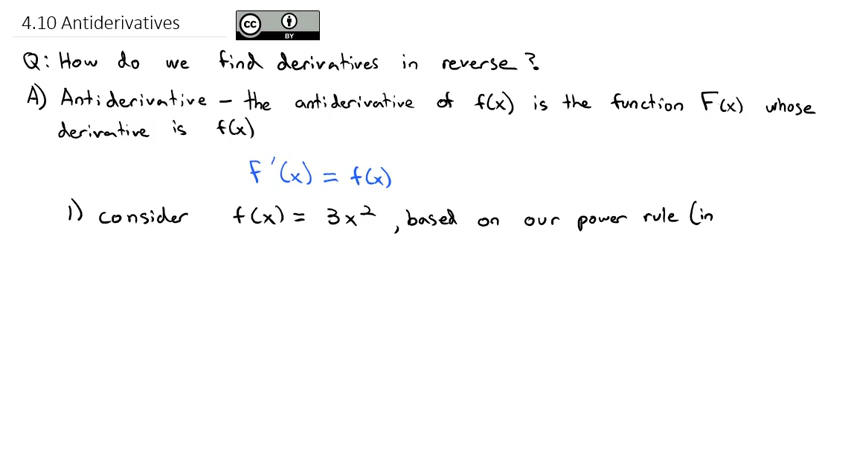 4.10 Antiderivatives
cc BY
Q: How do we find derivatives in reverse?
A) Antiderivative – the antiderivative of f(x) is the function F(x) whose
derivative is f(x)
F'(x) = f(x)
1) consider f(x) = 3x², based on our power rule (in